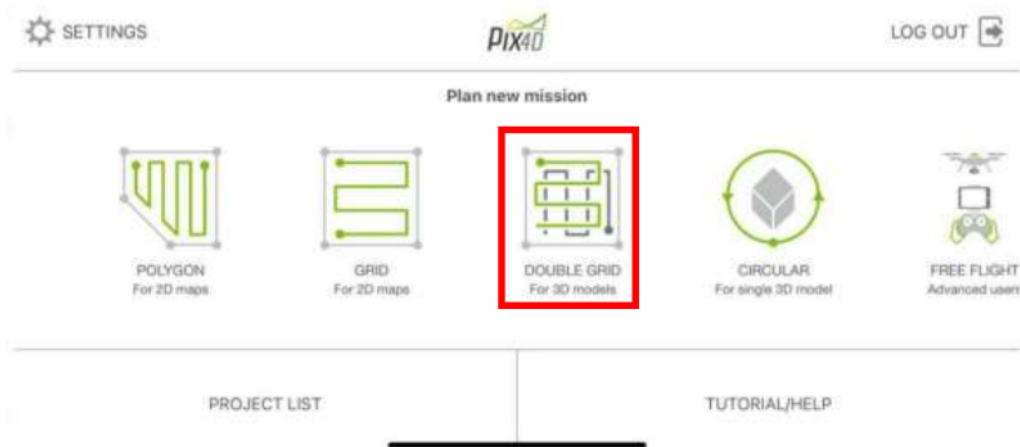 SETTINGS
PIX4D
LOG OUT
Plan new mission
POLYGON
For 2D maps
GRID
For 2D maps
DOUBLE GRID
For 3D models
CIRCULAR
For single 3D model
FREE FLIGHT
Advanced users
PROJECT LIST
TUTORIAL/HELP